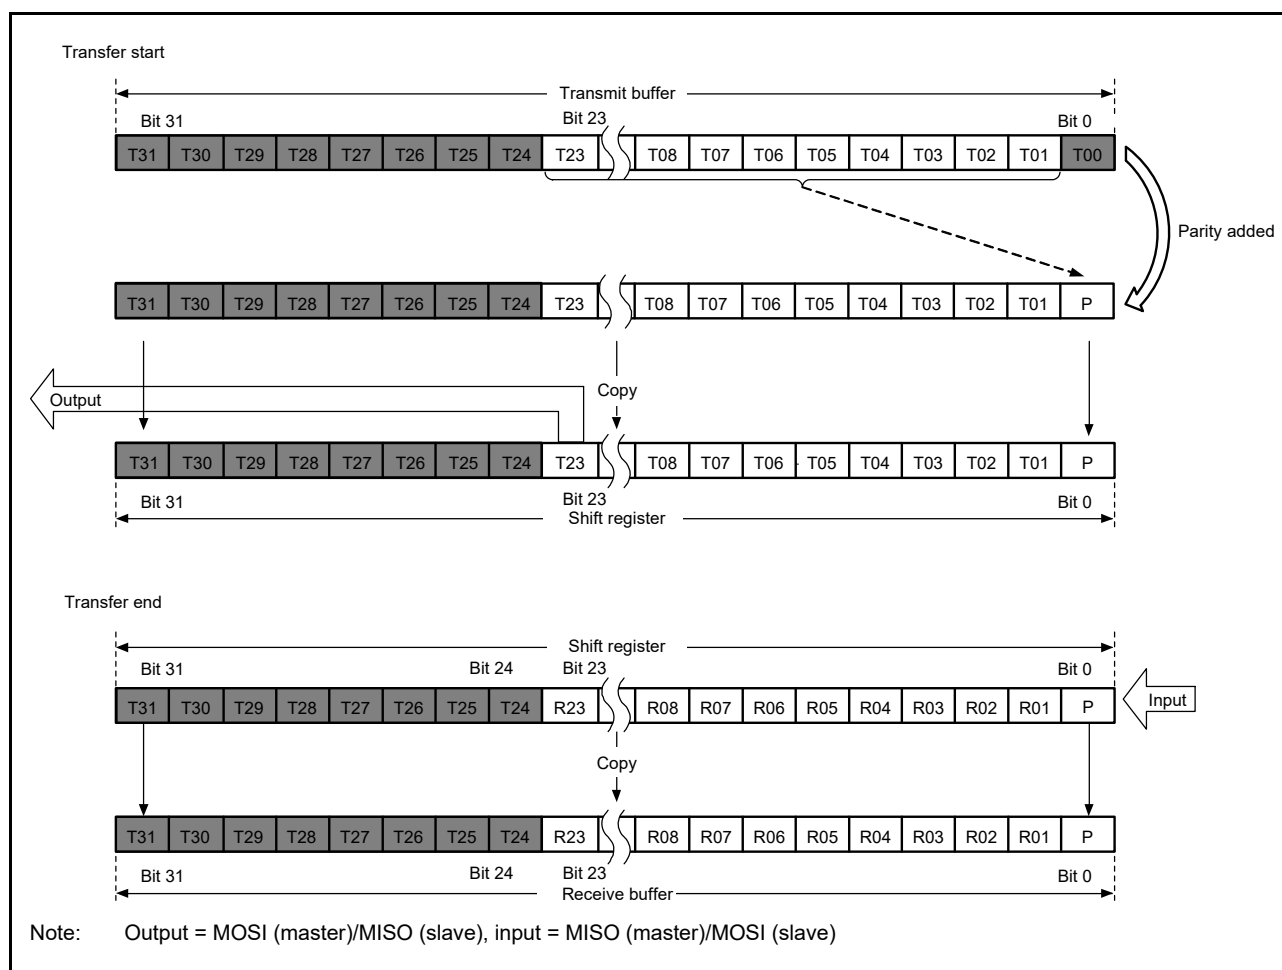 Transfer start
Transmit buffer
Bit 31 Bit 23 Bit 0
T31 T30 T29 T28 T27 T26 T25 T24 T23 T08 T07 T06 T05 T04 T03 T02 T01 T00
Parity added
T31 T30 T29 T28 T27 T26 T25 T24 T23 T08 T07 T06 T05 T04 T03 T02 T01 P
Copy
Output
T31 T30 T29 T28 T27 T26 T25 T24 T23 T08 T07 T06 T05 T04 T03 T02 T01 P
Bit 31 Bit 23 Bit 0
Shift register
Transfer end
Shift register
Bit 31 Bit 24 Bit 23 Bit 0
T31 T30 T29 T28 T27 T26 T25 T24 R23 R08 R07 R06 R05 R04 R03 R02 R01 P
Input
Copy
T31 T30 T29 T28 T27 T26 T25 T24 R23 R08 R07 R06 R05 R04 R03 R02 R01 P
Bit 31 Bit 24 Bit 23 Bit 0
Receive buffer
Note: Output = MOSI (master)/MISO (slave), input = MISO (master)/MOSI (slave)